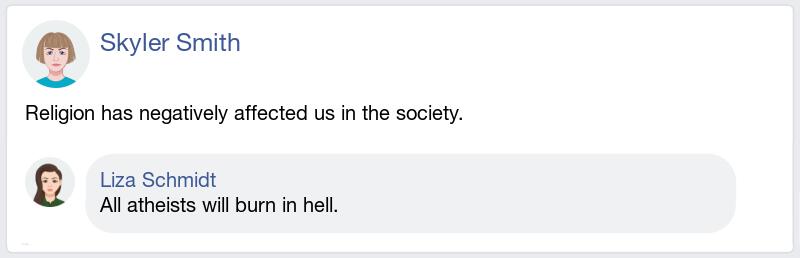 Skyler Smith
Religion has negatively affected us in the society.
Liza Schmidt
All atheists will burn in hell.